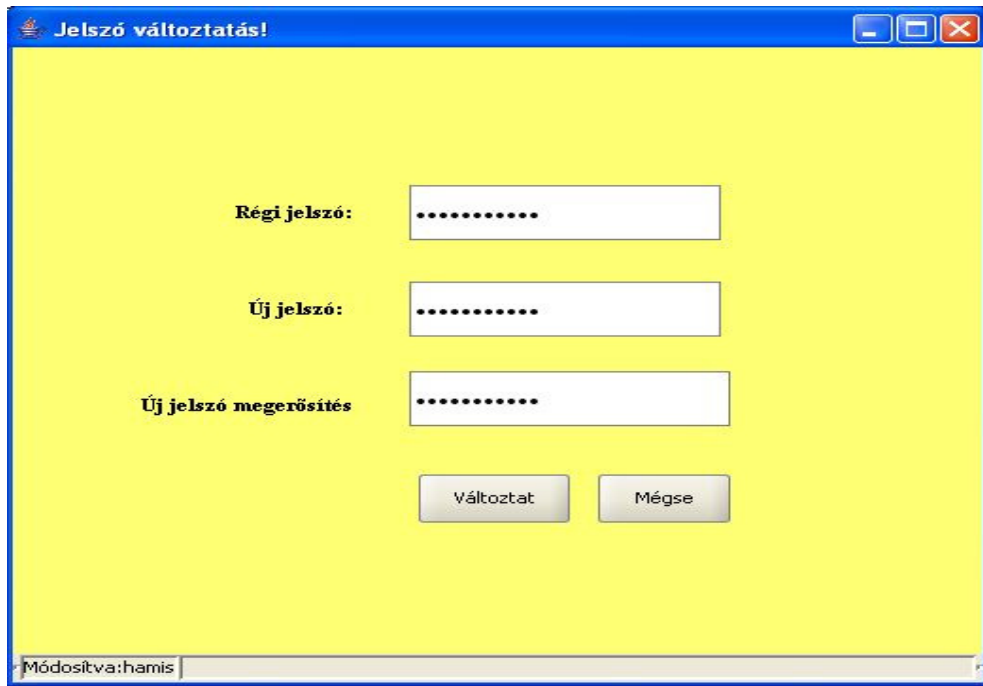 Jelszó változtatás!
Régi jelszó:
•••••••••••
Új jelszó:
•••••••••••
Új jelszó megerősítés
•••••••••••
Változtat
Mégse
Módosítva:hamis